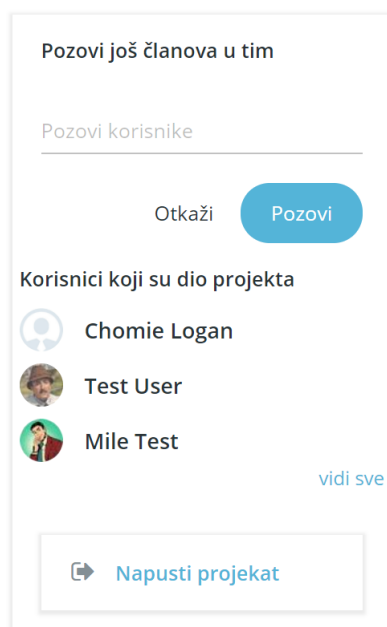 Pozovi još članova u tim
Pozovi korisnike
Otkaži Pozovi
Korisnici koji su dio projekta
Chomie Logan
Test User
Mile Test
vidi sve
Napusti projekat